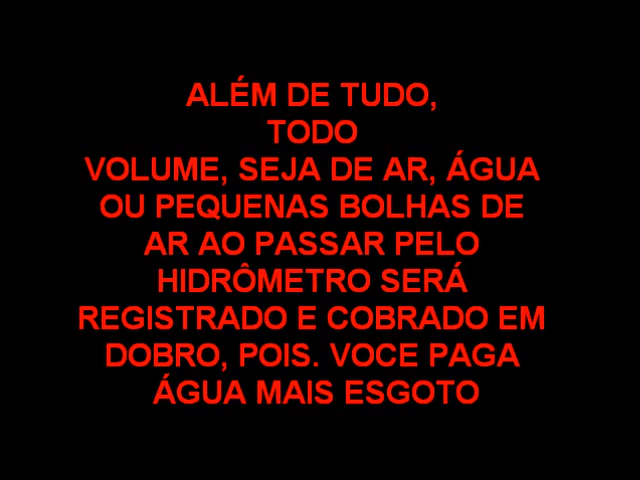 ALÉM DE TUDO,
TODO
VOLUME, SEJA DE AR, ÁGUA
OU PEQUENAS BOLHAS DE
AR AO PASSAR PELO
HIDRÔMETRO SERÁ
REGISTRADO E COBRADO EM
DOBRO, POIS. VOCE PAGA
ÁGUA MAIS ESGOTO